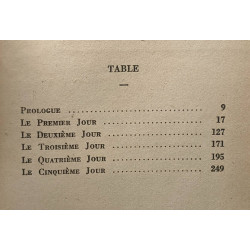 TABLE
—
Prologue ........................ 9
Le Premier Jour ........................ 17
Le Deuxième Jour ........................ 127
Le Troisième Jour ........................ 171
Le Quatrième Jour ........................ 195
Le Cinquième Jour ........................ 249